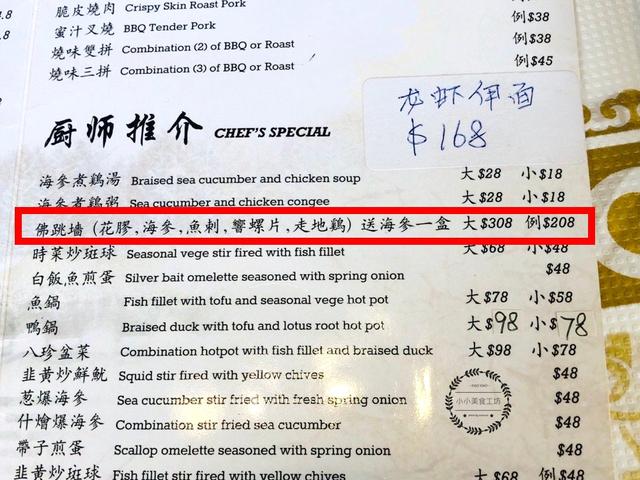 脆皮燒肉 Crispy Skin Roast Pork 例$38
蜜汁叉燒 BBQ Tender Pork
燒味雙拼 Combination (2) of BBQ or Roast 例$38
燒味三拼 Combination (3) of BBQ or Roast 例$45
龙虾伊面
$168
厨师推介 CHEF'S SPECIAL
海參煮鷄湯 Braised sea cucumber and chicken soup 大$28 小$18
海參煮鷄粥 Sea cucumber and chicken congee 大$28 小$18
佛跳墻 (花膠,海參,魚刺,響螺片,走地鷄) 送海參一盒 大$308 例$208
時菜炒斑球 Seasonal vege stir fired with fish fillet 大$68 小$48
白飯魚煎蛋 Silver bait omelette seasoned with spring onion $48
魚鍋 Fish fillet with tofu and seasonal vege hot pot 大$78 小$58
鴨鍋 Braised duck with tofu and lotus root hot pot 大$98 小$78
八珍盆菜 Combination hotpot with fish fillet and braised duck 大$98 小$78
韭黄炒鮮魷 Squid stir fired with yellow chives $48
葱爆海參 Sea cucumber stir fried with fresh spring onion $48
什燴爆海參 Combination stir fried sea cucumber $48
帶子煎蛋 Scallop omelette seasoned with spring onion $48
韭黄炒斑球 Fish fillet stir fired with yellow chives 大$68 例$48
小小美食工坊